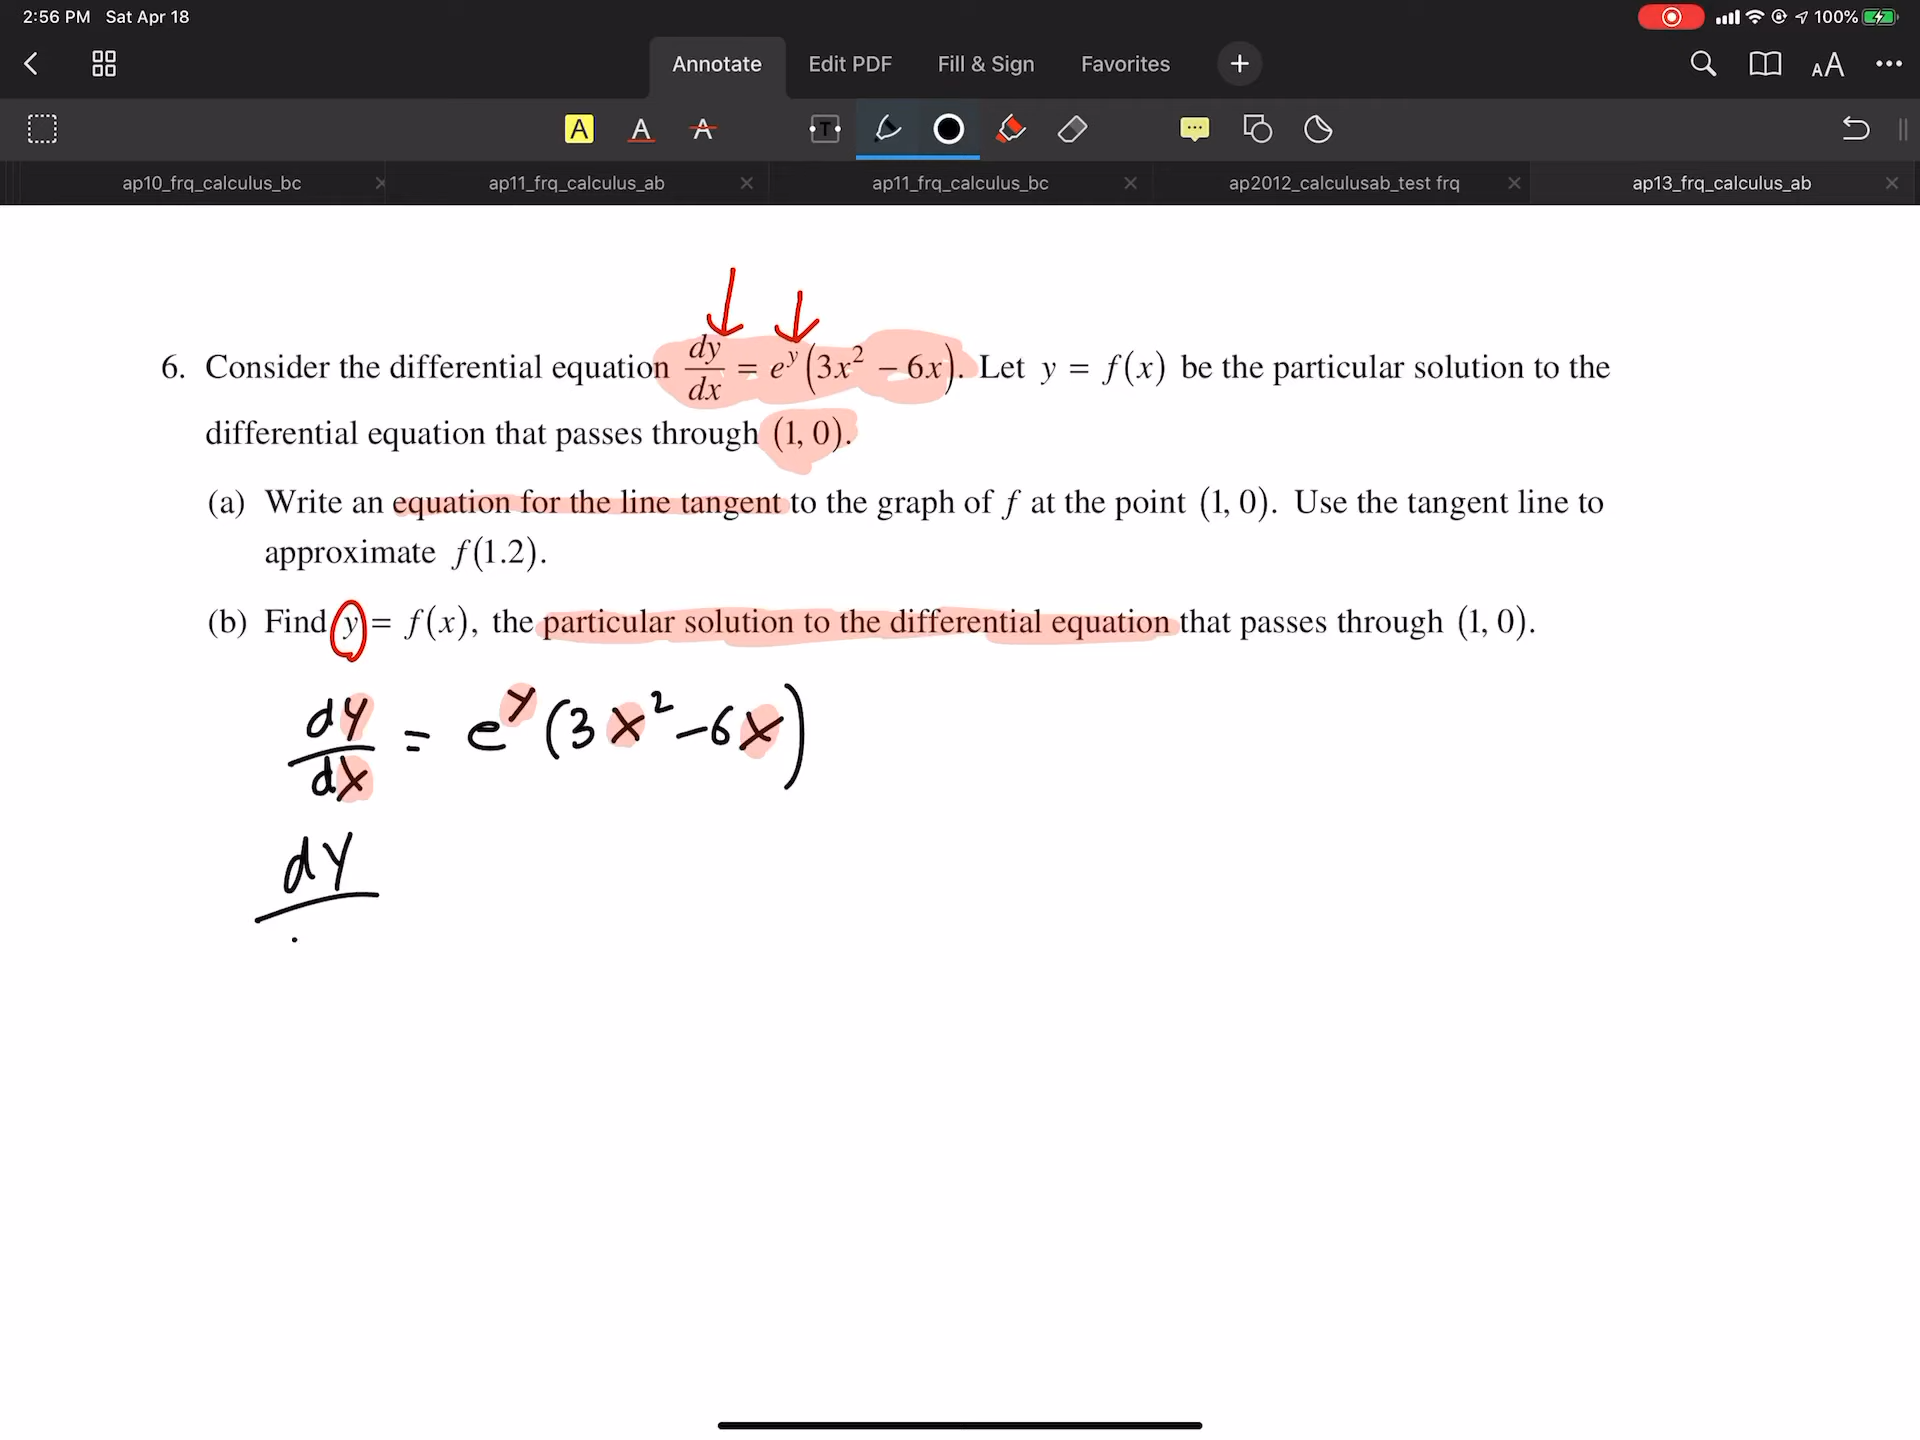 2:56 PM Sat Apr 18
100%
Annotate Edit PDF Fill & Sign Favorites +
AA
A A A T
ap10_frq_calculus_bc × ap11_frq_calculus_ab × ap11_frq_calculus_bc × ap2012_calculusab_test frq × ap13_frq_calculus_ab ×
6. Consider the differential equation dy/dx = e^y(3x² − 6x). Let y = f(x) be the particular solution to the
differential equation that passes through (1, 0).
(a) Write an equation for the line tangent to the graph of f at the point (1, 0). Use the tangent line to
approximate f(1.2).
(b) Find y = f(x), the particular solution to the differential equation that passes through (1, 0).
dy/dx = e^y (3x² − 6x)
dy